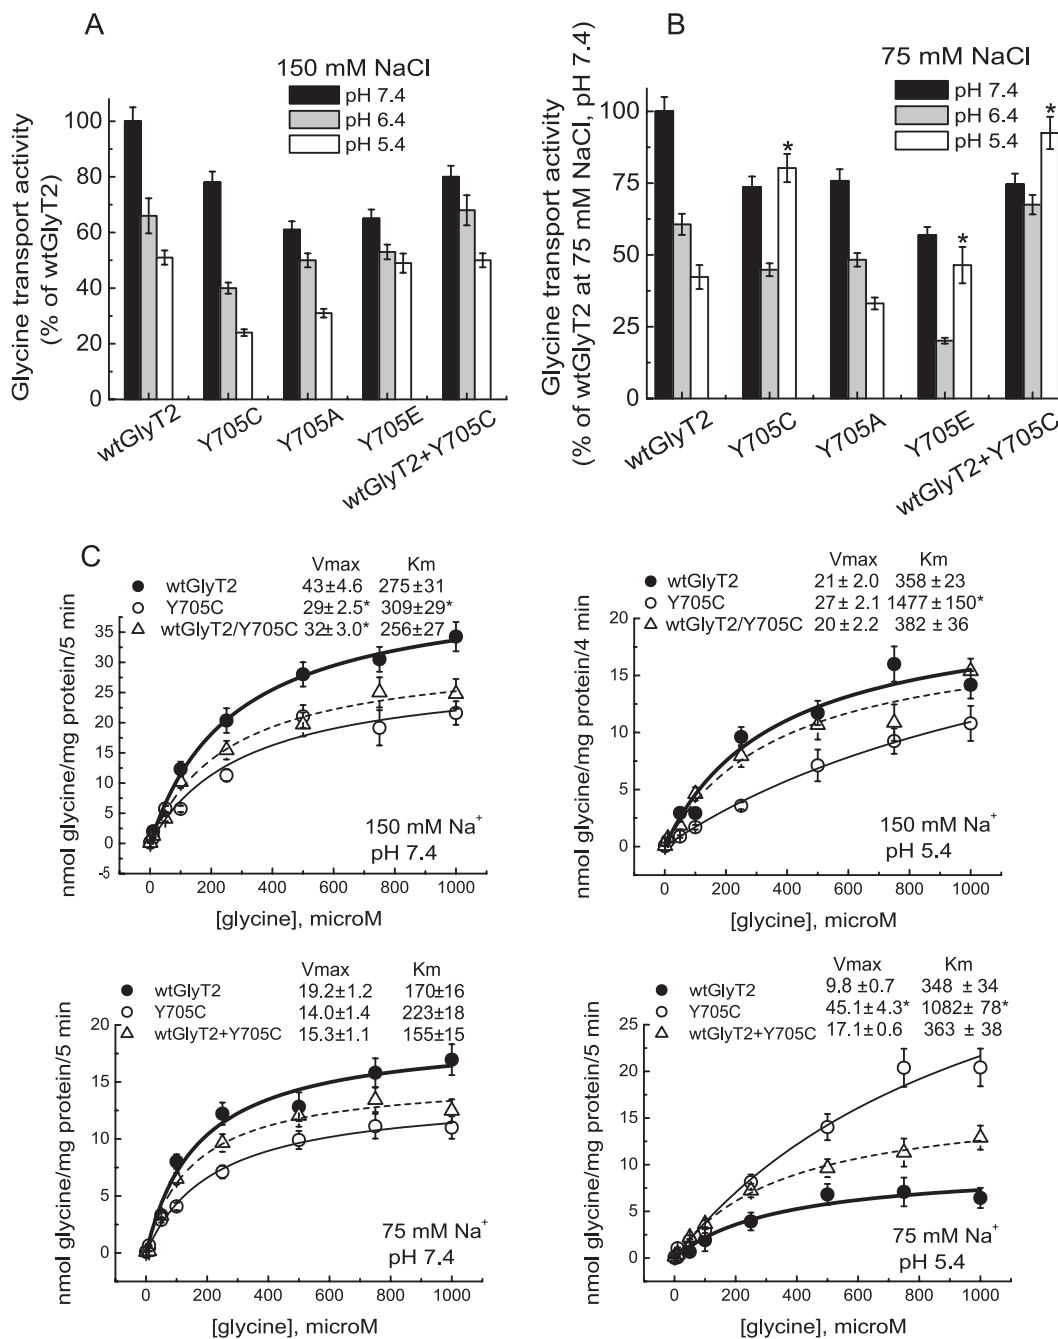 A
150 mM NaCl
pH 7.4
pH 6.4
pH 5.4
Glycine transport activity
(% of wtGlyT2)
100
80
60
40
20
0
wtGlyT2
Y705C
Y705A
Y705E
wtGlyT2+Y705C
B
75 mM NaCl
pH 7.4
pH 6.4
pH 5.4
Glycine transport activity
(% of wtGlyT2 at 75 mM NaCl, pH 7.4)
100
75
50
25
0
*
*
*
wtGlyT2
Y705C
Y705A
Y705E
wtGlyT2+Y705C
C
Vmax Km
wtGlyT2 43±4.6 275±31
Y705C 29±2.5* 309±29*
wtGlyT2/Y705C 32±3.0* 256±27
nmol glycine/mg protein/5 min
35
30
25
20
15
10
5
0
-5
150 mM Na+
pH 7.4
0 200 400 600 800 1000
[glycine], microM
Vmax Km
wtGlyT2 21±2.0 358±23
Y705C 27±2.1 1477±150*
wtGlyT2/Y705C 20±2.2 382±36
nmol glycine/mg protein/4 min
20
15
10
5
0
150 mM Na+
pH 5.4
0 200 400 600 800 1000
[glycine], microM
Vmax Km
wtGlyT2 19.2±1.2 170±16
Y705C 14.0±1.4 223±18
wtGlyT2+Y705C 15.3±1.1 155±15
nmol glycine/mg protein/5 min
20
15
10
5
0
75 mM Na+
pH 7.4
0 200 400 600 800 1000
[glycine], microM
Vmax Km
wtGlyT2 9.8±0.7 348±34
Y705C 45.1±4.3* 1082±78*
wtGlyT2+Y705C 17.1±0.6 363±38
nmol glycine/mg protein/5 min
25
20
15
10
5
0
75 mM Na+
pH 5.4
0 200 400 600 800 1000
[glycine], microM